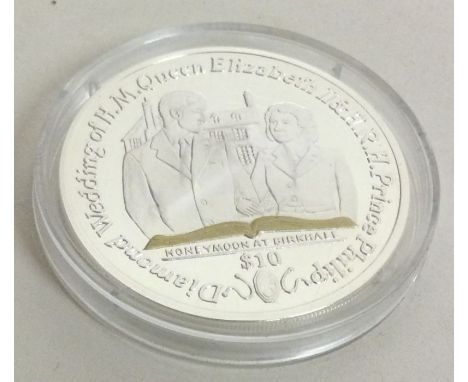 Diamond Wedding of H.M. Queen Elizabeth II & H.R.H. Prince Philip
HONEYMOON AT BIRKHALL
$10